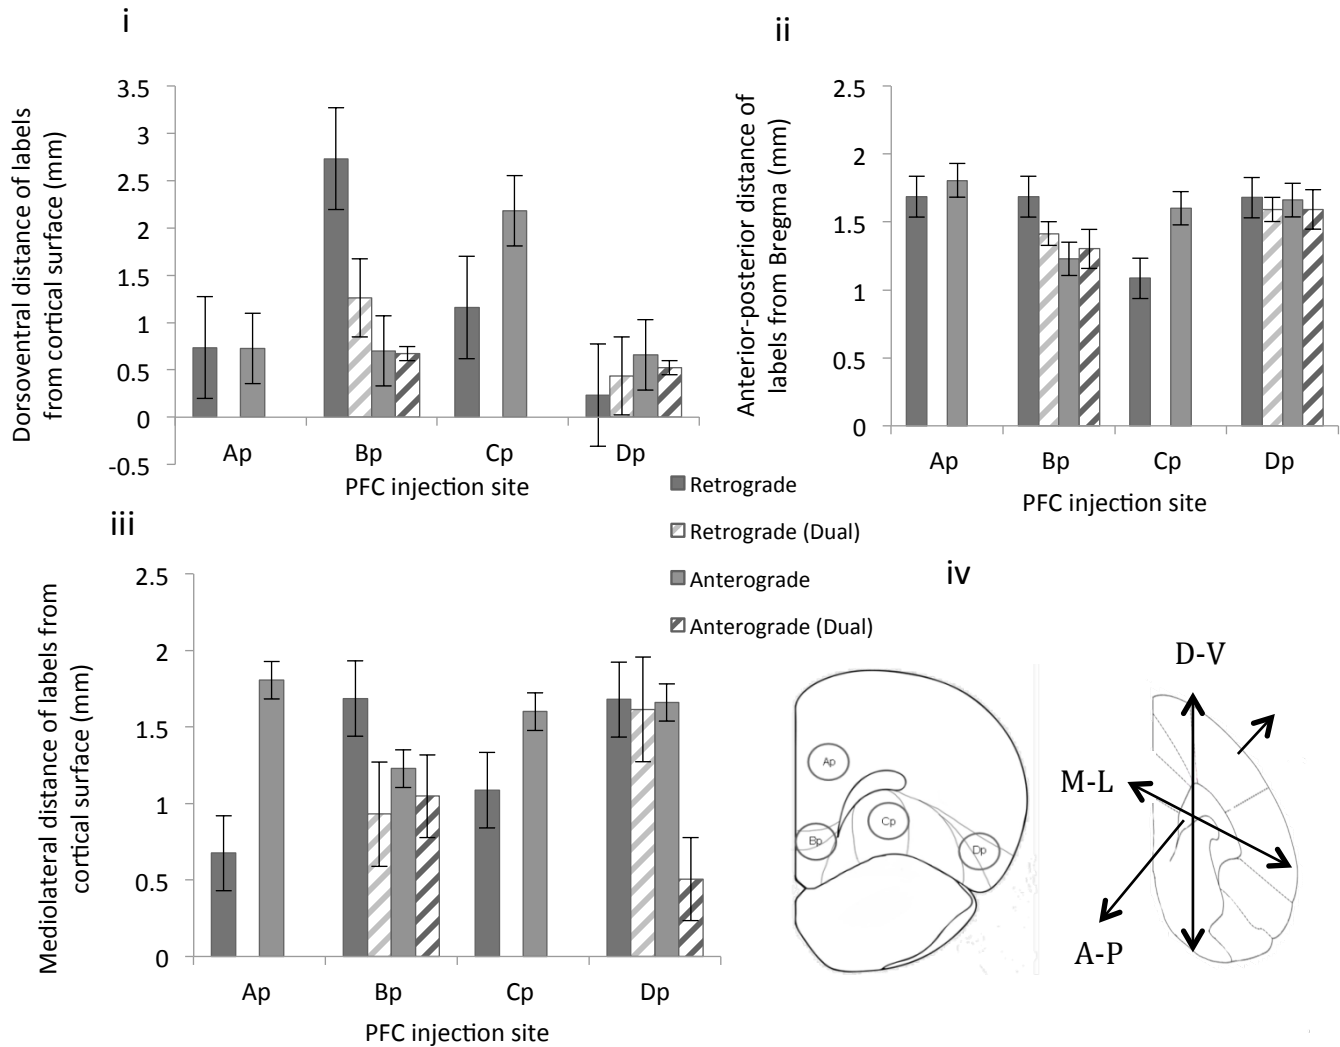 i
Dorsoventral distance of labels
from cortical surface (mm)
3.5
3
2.5
2
1.5
1
0.5
0
-0.5
Ap Bp Cp Dp
PFC injection site
ii
Anterior-posterior distance of
labels from Bregma (mm)
2.5
2
1.5
1
0.5
0
Ap Bp Cp Dp
PFC injection site
Retrograde
Retrograde (Dual)
Anterograde
Anterograde (Dual)
iii
Mediolateral distance of labels from
cortical surface (mm)
2.5
2
1.5
1
0.5
0
Ap Bp Cp Dp
PFC injection site
iv
Ap
Bp
Cp
Dp
D-V
M-L
A-P